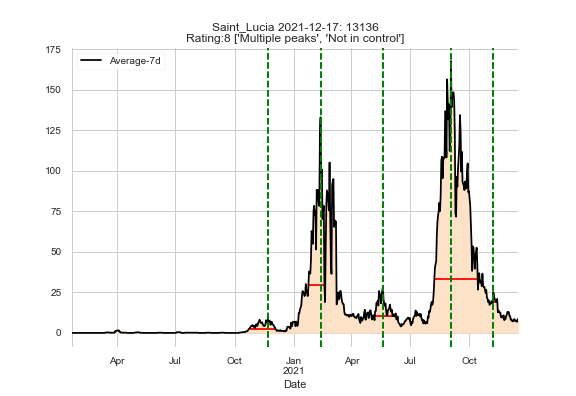 Saint_Lucia 2021-12-17: 13136
Rating:8 ['Multiple peaks', 'Not in control']
Average-7d
175
150
125
100
75
50
25
0
Apr Jul Oct Jan Apr Jul Oct
2021
Date